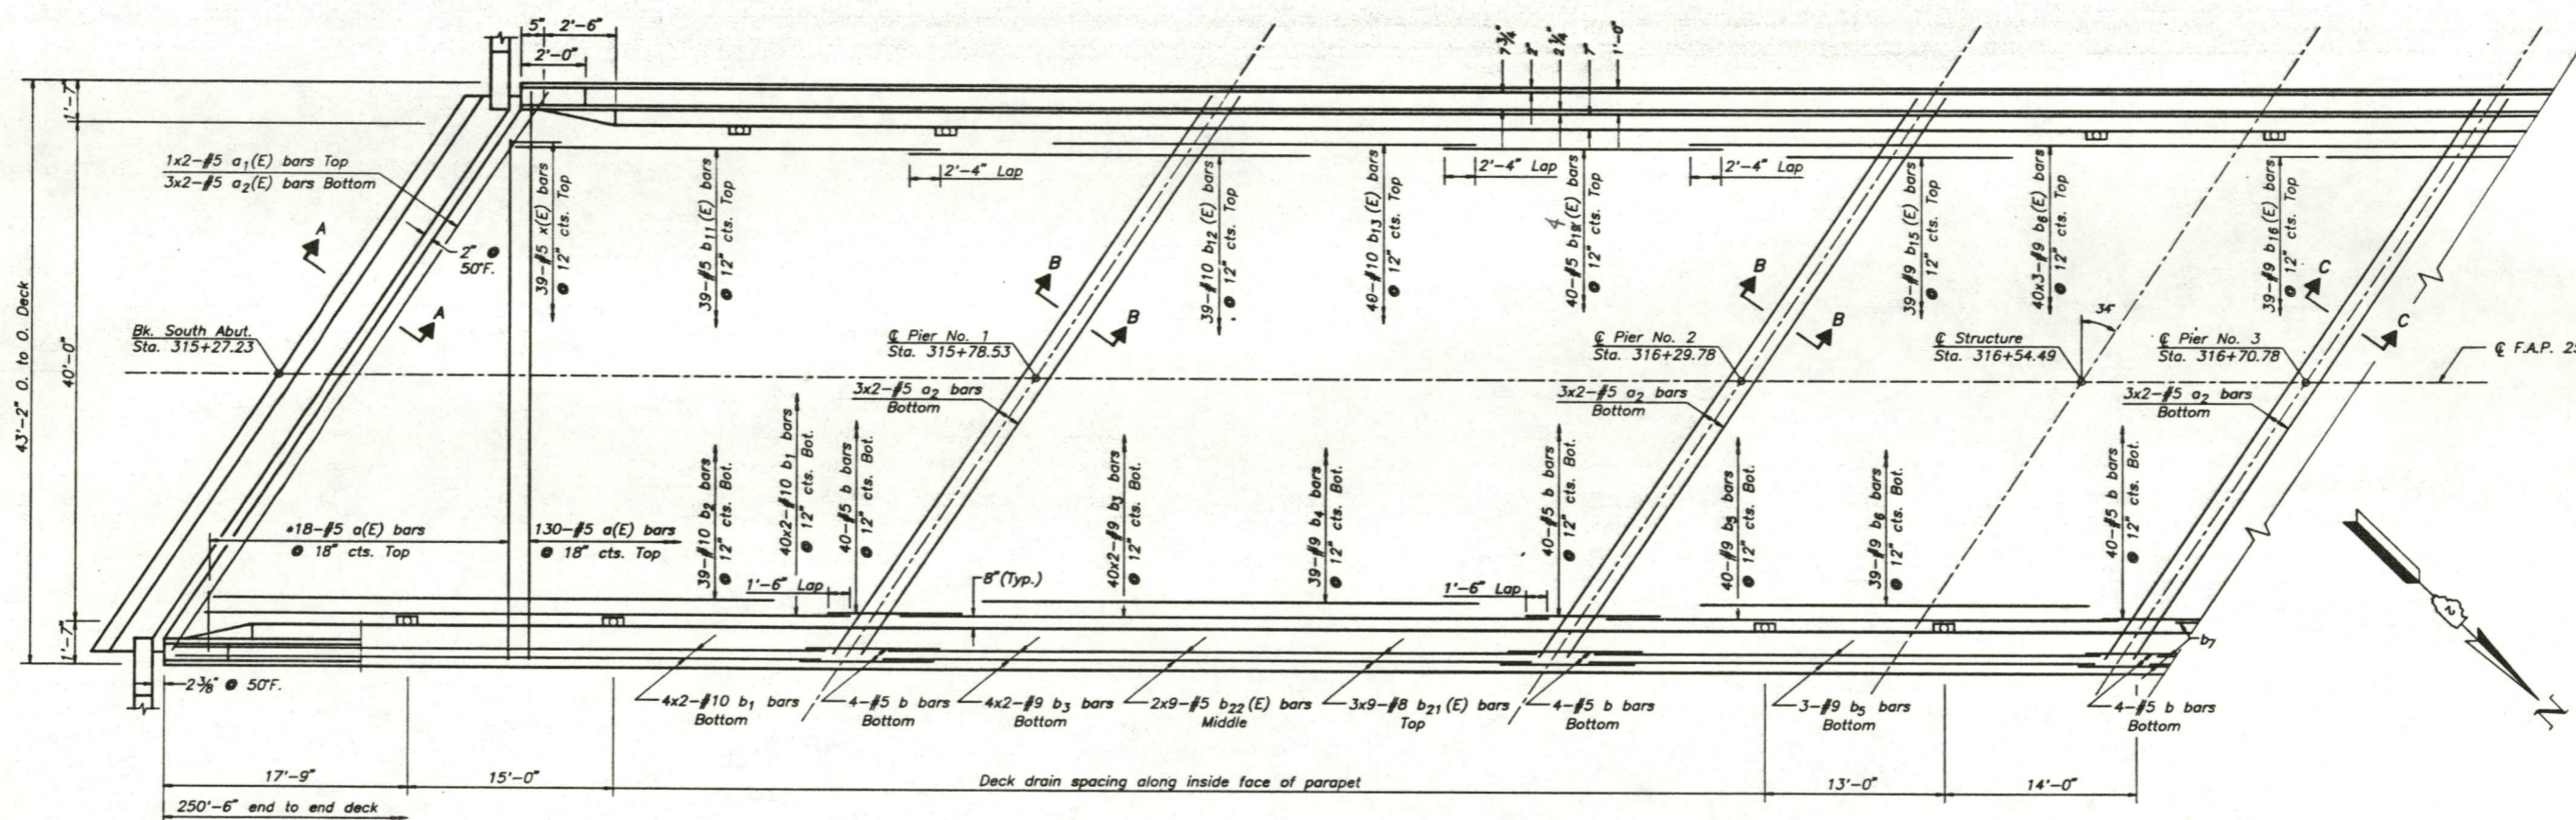 5" 2'-6"
2'-0"
7 3/4"
2"
2 1/4"
7"
1'-0"
1'-7"
43'-2" O. to O. Deck
40'-0"
1'-7"
1x2-#5 a1(E) bars Top
3x2-#5 a2(E) bars Bottom
2" @
50°F.
A
A
39-#5 x(E) bars
@ 12" cts. Top
39-#5 b11(E) bars
@ 12" cts. Top
2'-4" Lap
39-#10 b12(E) bars
@ 12" cts. Top
40-#10 b13(E) bars
@ 12" cts. Top
2'-4" Lap
4
@ 12" cts. Top
2'-4" Lap
39-#9 b15(E) bars
@ 12" cts. Top
40x3-#9 b6(E) bars
@ 12" cts. Top
39-#9 b16(E) bars
@ 12" cts. Top
B
B
B
B
C
C
34°
Bk. South Abut.
Sta. 315+27.23
℄ Pier No. 1
Sta. 315+78.53
℄ Pier No. 2
Sta. 316+29.78
℄ Structure
Sta. 316+54.49
℄ Pier No. 3
Sta. 316+70.78
℄ F.A.P.
3x2-#5 a2 bars
Bottom
3x2-#5 a2 bars
Bottom
3x2-#5 a2 bars
Bottom
*18-#5 a(E) bars
@ 18" cts. Top
130-#5 a(E) bars
@ 18" cts. Top
39-#10 b2 bars
@ 12" cts. Bot.
40x2-#10 b1 bars
@ 12" cts. Bot.
40-#5 b bars
@ 12" cts. Bot.
1'-6" Lap
8"(Typ.)
40x2-#9 b3 bars
@ 12" cts. Bot.
39-#9 b4 bars
@ 12" cts. Bot.
1'-6" Lap
40-#5 b bars
@ 12" cts. Bot.
40-#9 b5 bars
@ 12" cts. Bot.
39-#9 b6 bars
@ 12" cts. Bot.
40-#5 b bars
@ 12" cts. Bot.
b7
2 3/8" @ 50°F.
4x2-#10 b1 bars
Bottom
4-#5 b bars
Bottom
4x2-#9 b3 bars
Bottom
2x9-#5 b22(E) bars
Middle
3x9-#8 b21(E) bars
Top
4-#5 b bars
Bottom
3-#9 b5 bars
Bottom
4-#5 b bars
Bottom
17'-9"
15'-0"
Deck drain spacing along inside face of parapet
13'-0"
14'-0"
250'-6" end to end deck
N